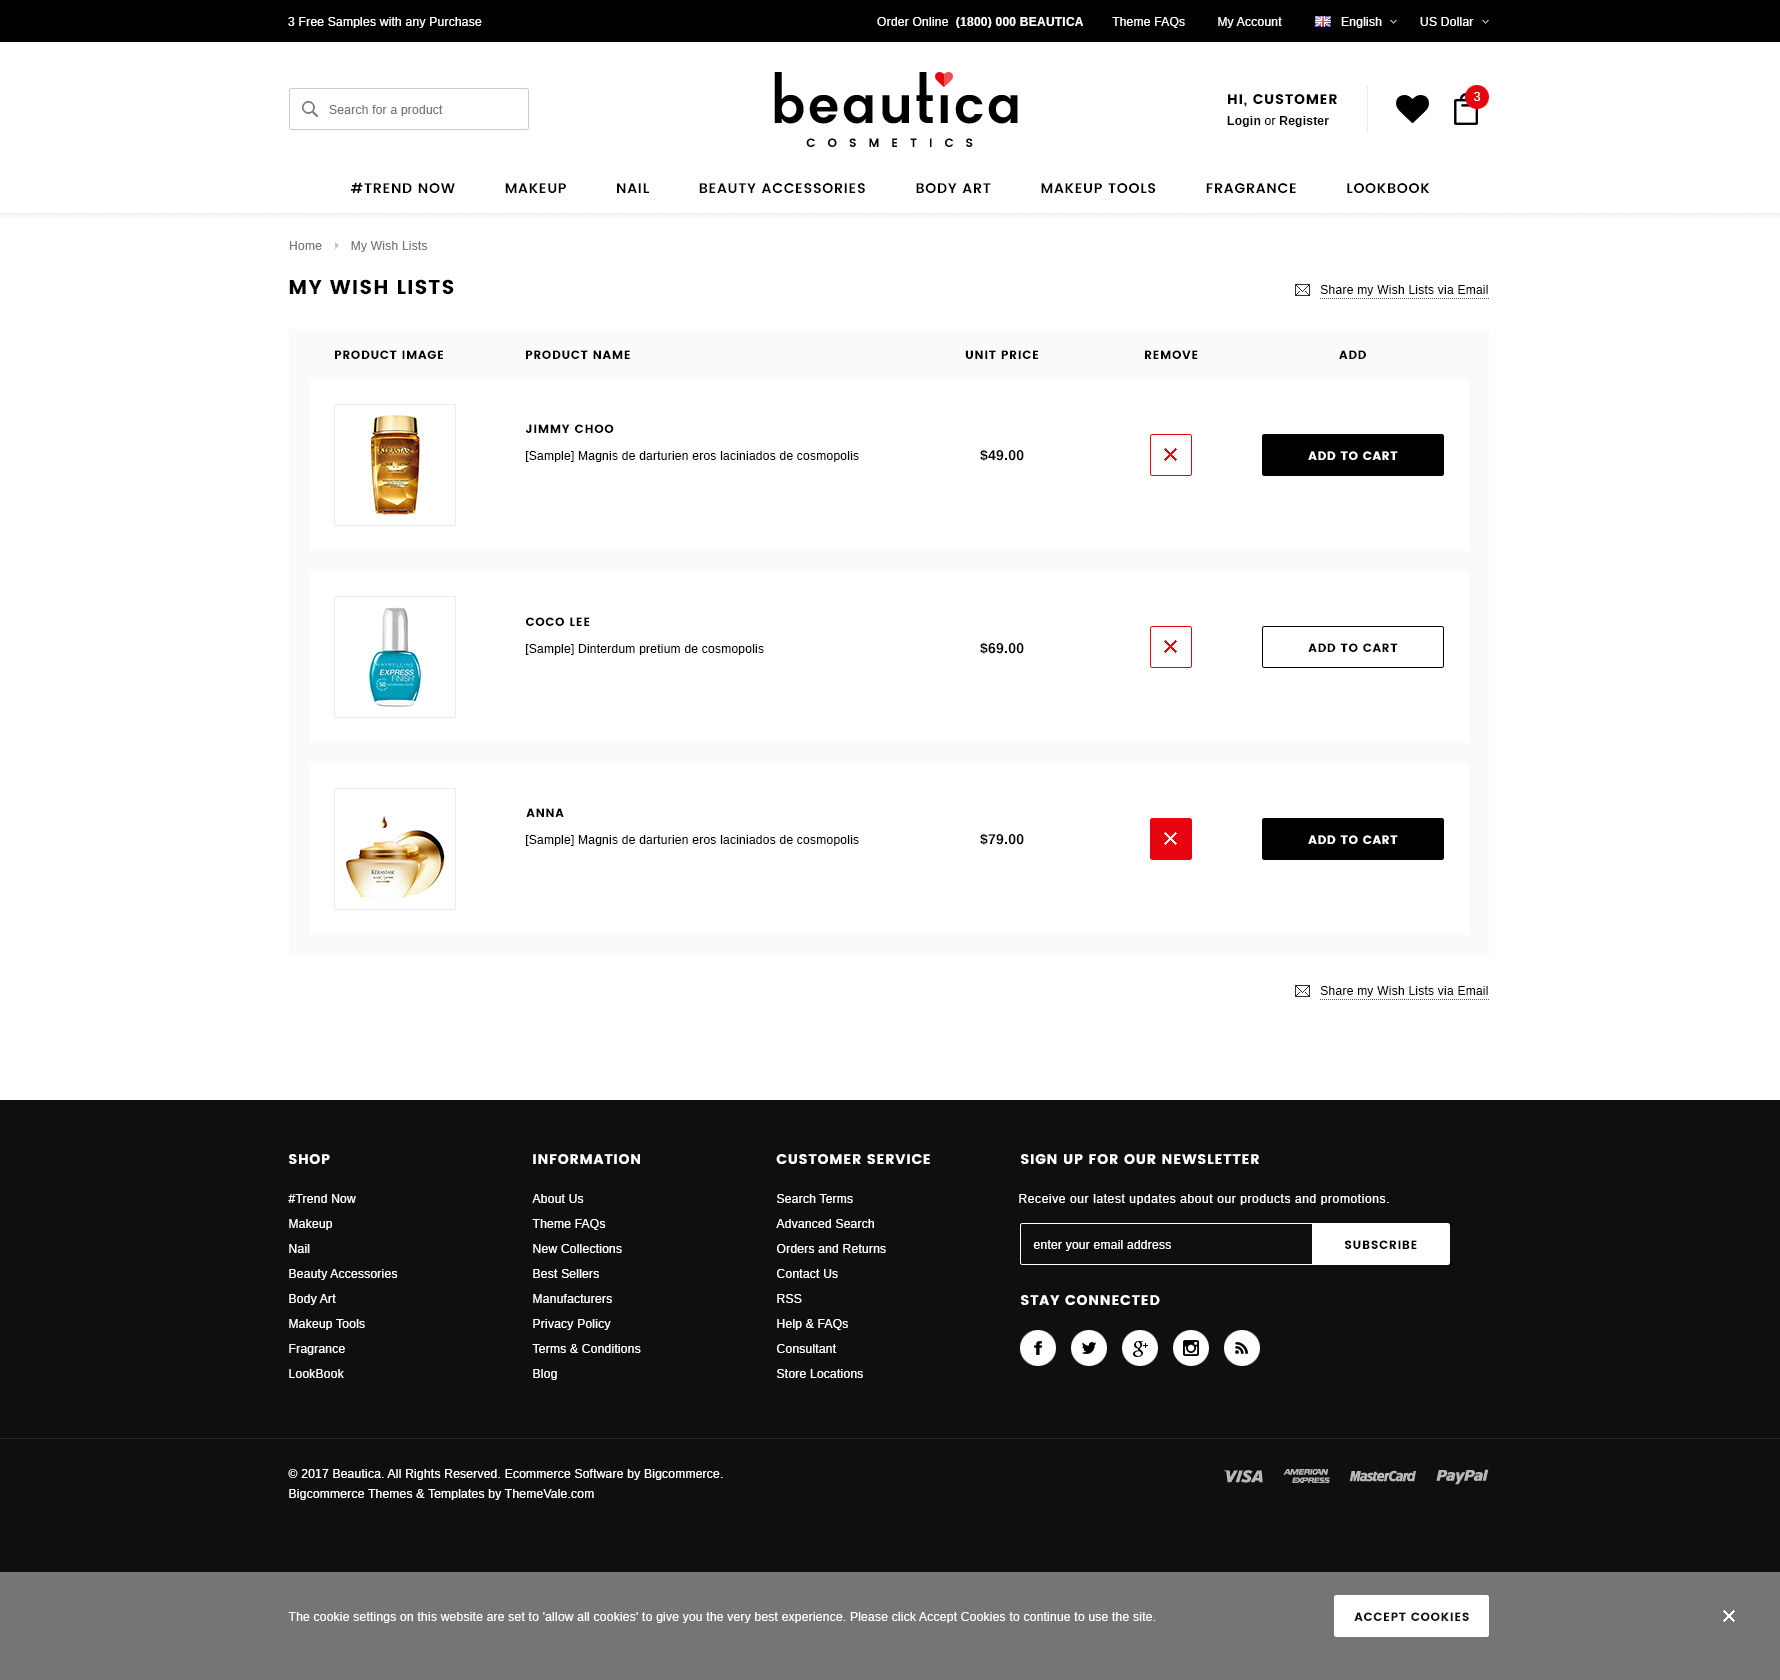 3 Free Samples with any Purchase
Order Online (1800) 000 BEAUTICA Theme FAQs My Account English US Dollar
Search for a product
beautica
COSMETICS
HI, CUSTOMER
Login or Register
3
#TREND NOW MAKEUP NAIL BEAUTY ACCESSORIES BODY ART MAKEUP TOOLS FRAGRANCE LOOKBOOK
Home My Wish Lists
MY WISH LISTS
Share my Wish Lists via Email
PRODUCT IMAGE PRODUCT NAME UNIT PRICE REMOVE ADD
KÉRASTASE
JIMMY CHOO
[Sample] Magnis de darturien eros laciniados de cosmopolis
$49.00
ADD TO CART
MAYBELLINE
EXPRESS
FINISH
50
COCO LEE
[Sample] Dinterdum pretium de cosmopolis
$69.00
ADD TO CART
KÉRASTASE
ANNA
[Sample] Magnis de darturien eros laciniados de cosmopolis
$79.00
ADD TO CART
Share my Wish Lists via Email
SHOP
#Trend Now
Makeup
Nail
Beauty Accessories
Body Art
Makeup Tools
Fragrance
LookBook
INFORMATION
About Us
Theme FAQs
New Collections
Best Sellers
Manufacturers
Privacy Policy
Terms & Conditions
Blog
CUSTOMER SERVICE
Search Terms
Advanced Search
Orders and Returns
Contact Us
RSS
Help & FAQs
Consultant
Store Locations
SIGN UP FOR OUR NEWSLETTER
Receive our latest updates about our products and promotions.
enter your email address
SUBSCRIBE
STAY CONNECTED
© 2017 Beautica. All Rights Reserved. Ecommerce Software by Bigcommerce.
Bigcommerce Themes & Templates by ThemeVale.com
VISA
AMERICAN EXPRESS
MasterCard
PayPal
The cookie settings on this website are set to 'allow all cookies' to give you the very best experience. Please click Accept Cookies to continue to use the site.
ACCEPT COOKIES